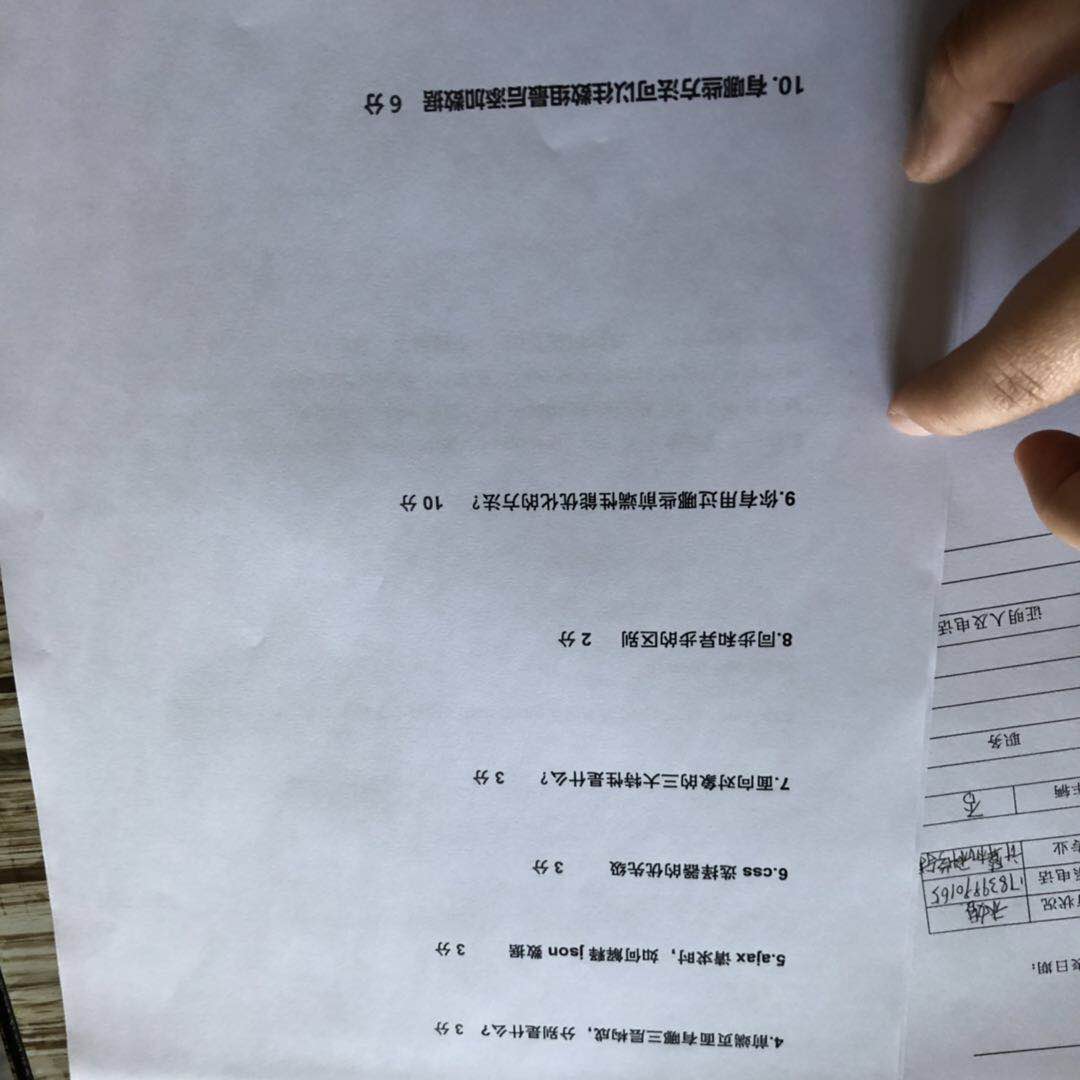 4.前端页面有哪三层构成，分别是什么？ 3 分
5.ajax 请求时，如何解释 json 数据 3 分
6.css 选择器的优先级 3 分
7.面向对象的三大特性是什么？ 3 分
8.同步和异步的区别 2 分
9.你有用过哪些前端性能优化的方法？ 10 分
10. 有哪些方法可以往数组最后添加数据 6 分
表日期：
状况 未婚
电话
专业
车辆 否
职务
证明人及电话